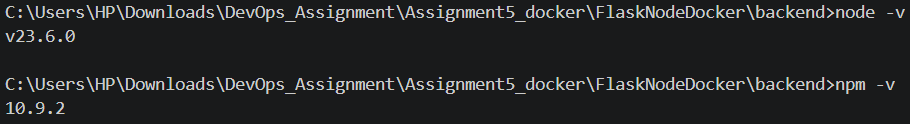 C:\Users\HP\Downloads\DevOps_Assignment\Assignment5_docker\FlaskNodeDocker\backend>node -v
v23.6.0
C:\Users\HP\Downloads\DevOps_Assignment\Assignment5_docker\FlaskNodeDocker\backend>npm -v
10.9.2